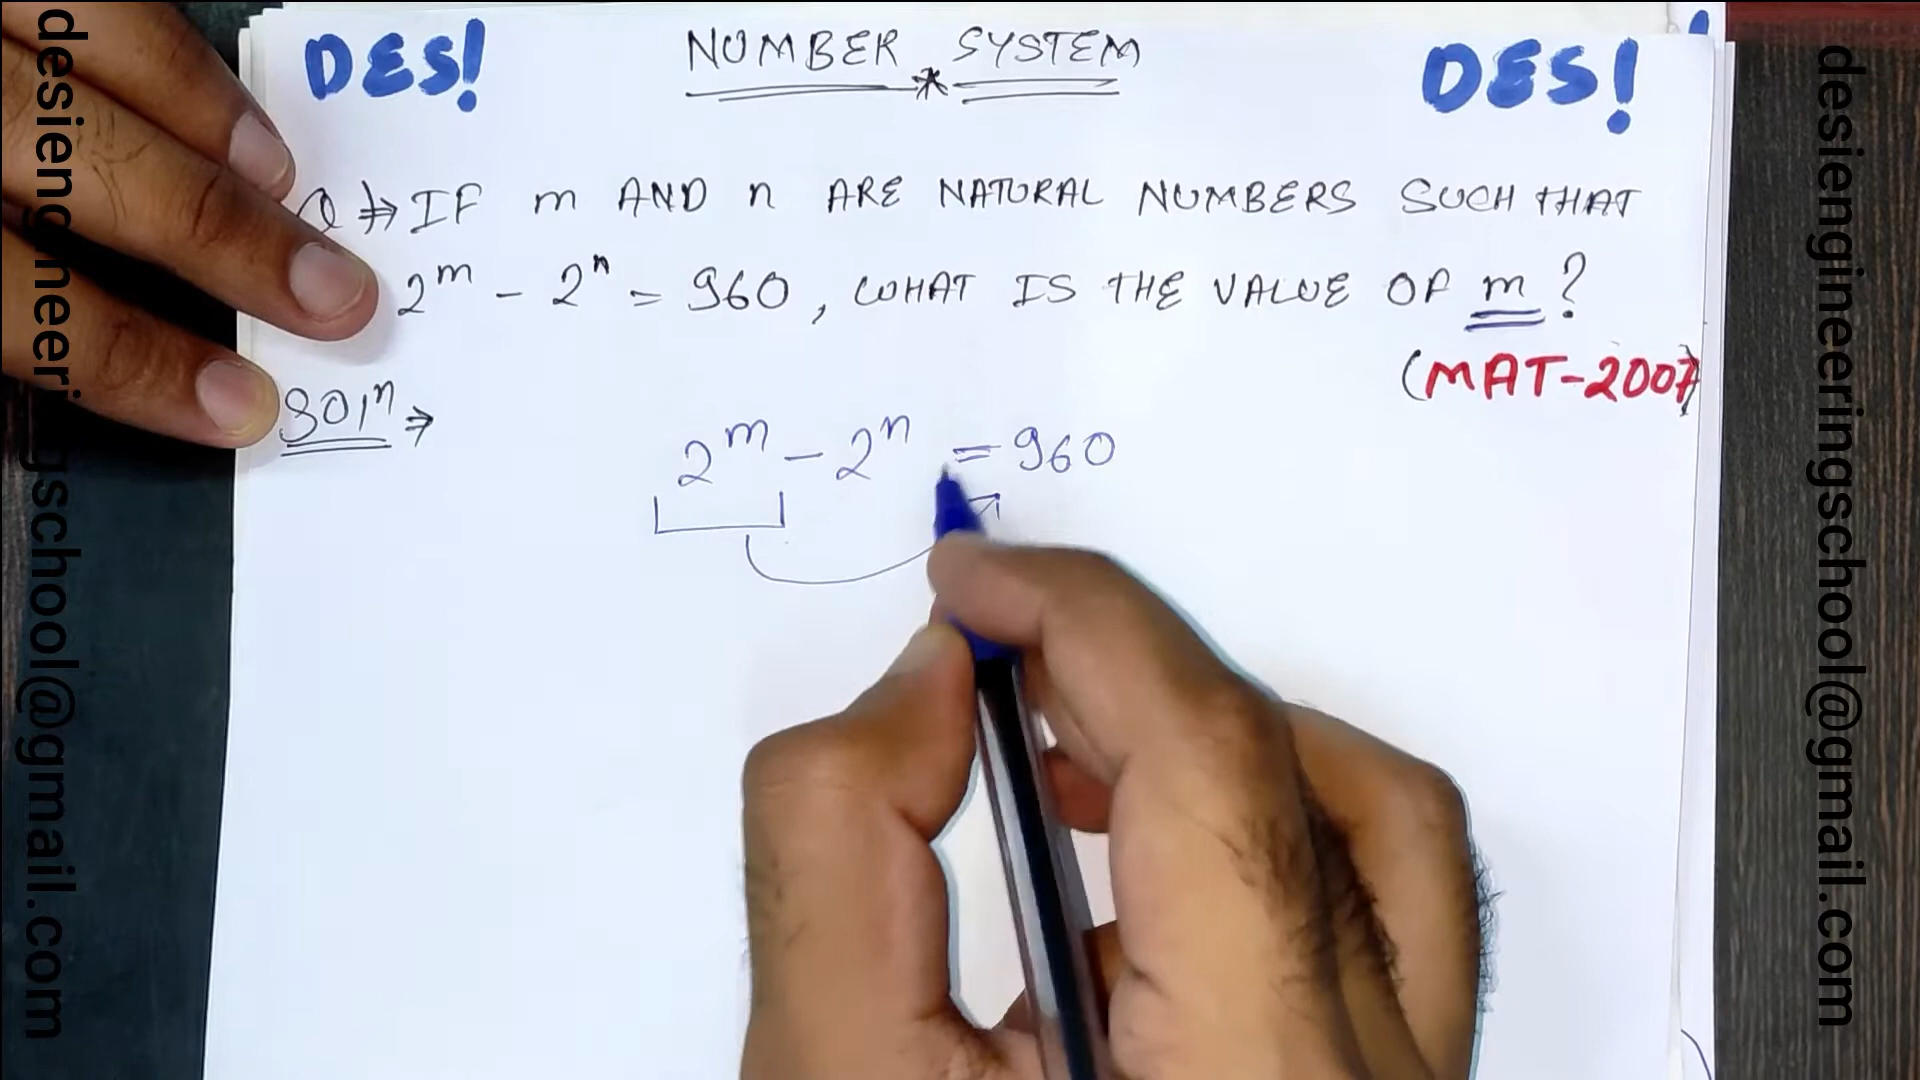 DES!
NUMBER SYSTEM
DES!
Q ⇒ IF m AND n ARE NATURAL NUMBERS SUCH THAT
2^m - 2^n = 960, WHAT IS THE VALUE OF m?
(MAT-2007)
Solⁿ ⇒
2^m - 2^n = 960
desiengineeringschool@gmail.com
desiengineeringschool@gmail.com